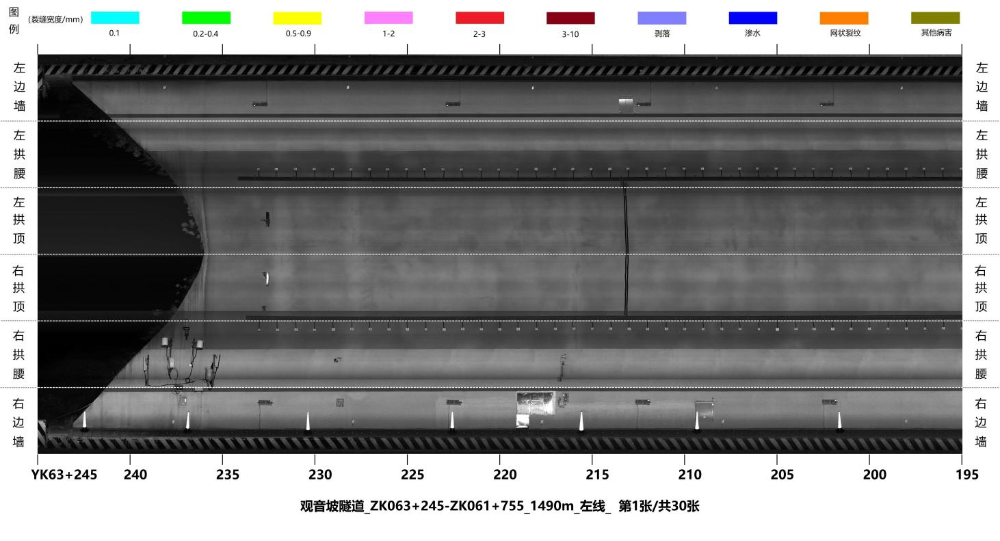 图例
(裂缝宽度/mm)
0.1
0.2-0.4
0.5-0.9
1-2
2-3
3-10
剥落
渗水
网状裂纹
其他病害
左边墙
左边墙
左拱腰
左拱腰
左拱顶
左拱顶
右拱顶
右拱顶
右拱腰
右拱腰
右边墙
右边墙
YK63+245 240 235 230 225 220 215 210 205 200 195
观音坡隧道_ZK063+245-ZK061+755_1490m_左线_ 第1张/共30张